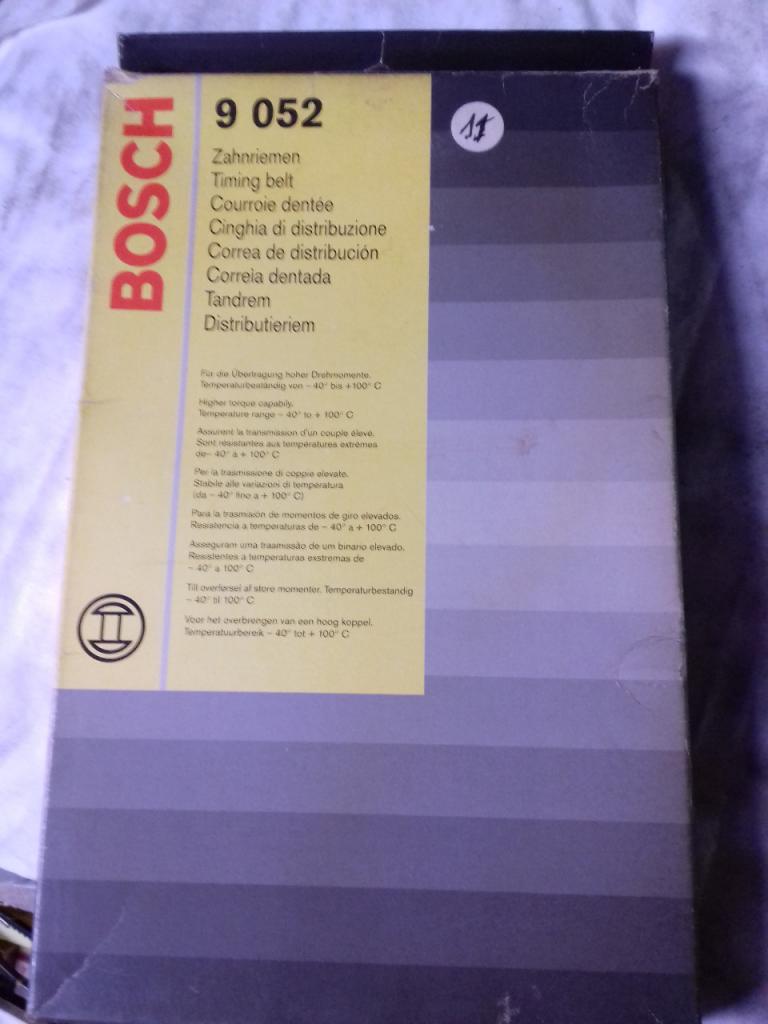 BOSCH
9 052
Zahnriemen
Timing belt
Courroie dentée
Cinghia di distribuzione
Correa de distribución
Correia dentada
Tandrem
Distributieriem
Für die Übertragung hoher Drehmomente.
Temperaturbeständig von – 40° bis +100° C
Higher torque capabily.
Temperature range – 40° to + 100° C
Assurent la transmission d'un couple élevé.
Sont résistantes aux températures extrêmes
de– 40° à + 100° C
Per la trasmissione di coppie elevate.
Stabile alle variazioni di temperatura
(da – 40° fino a + 100° C)
Para la trasmisión de momentos de giro elevados.
Resistencia a temperaturas de – 40° a + 100° C
Asseguram uma trasmissão de um binario elevado.
Resistentes a temperaturas exstremas de
– 40° a 100° C
Till overførsel af store momenter. Temperaturbestandig
– 40° til 100° C
Voor het overbrengen van een hoog koppel.
Temperatuurbereik – 40° tot + 100° C